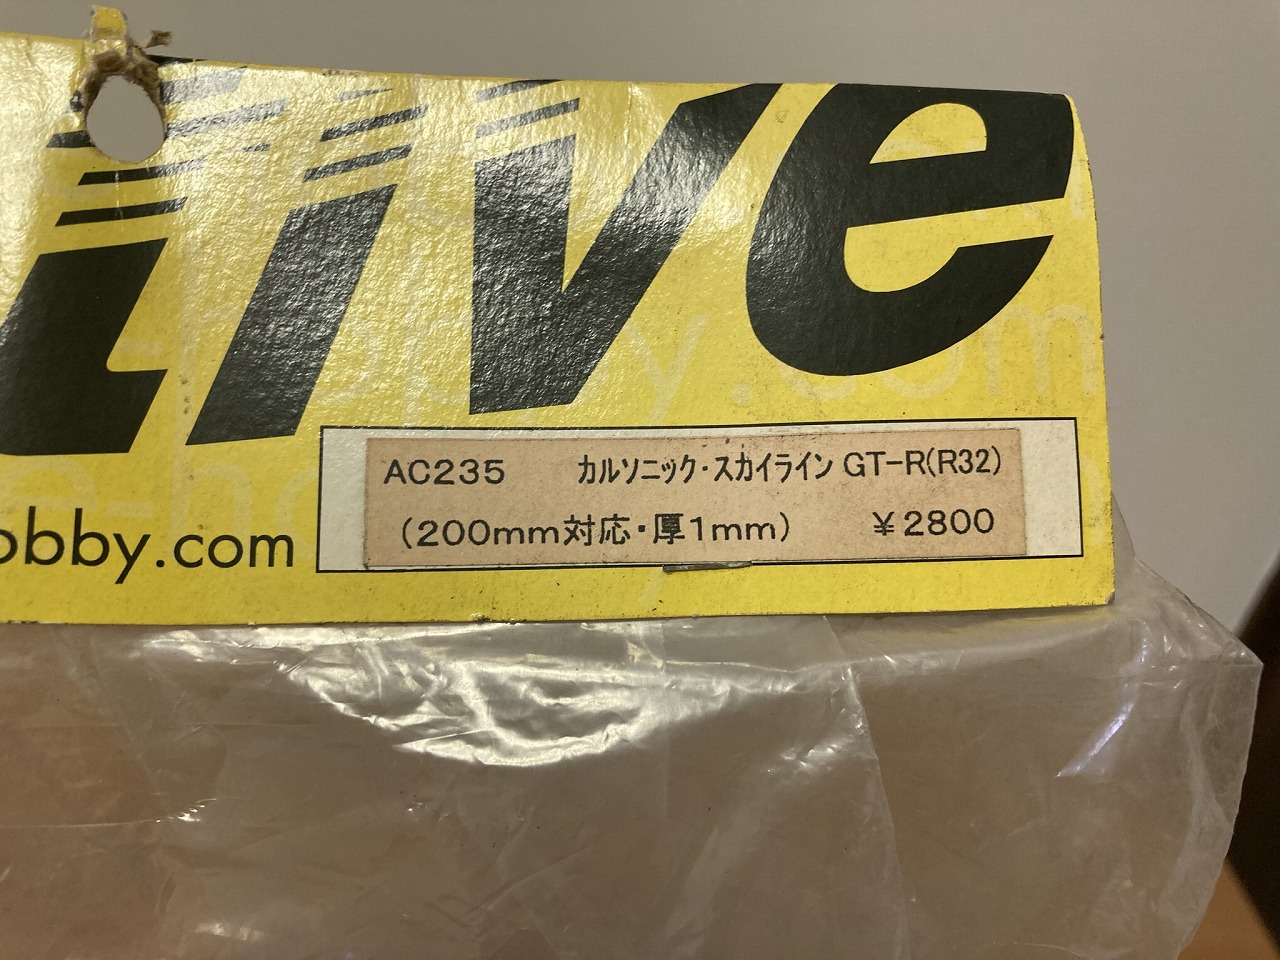 ive
obby.com
AC235 カルソニック・スカイライン GT-R(R32)
(200mm対応・厚1mm) ¥2800